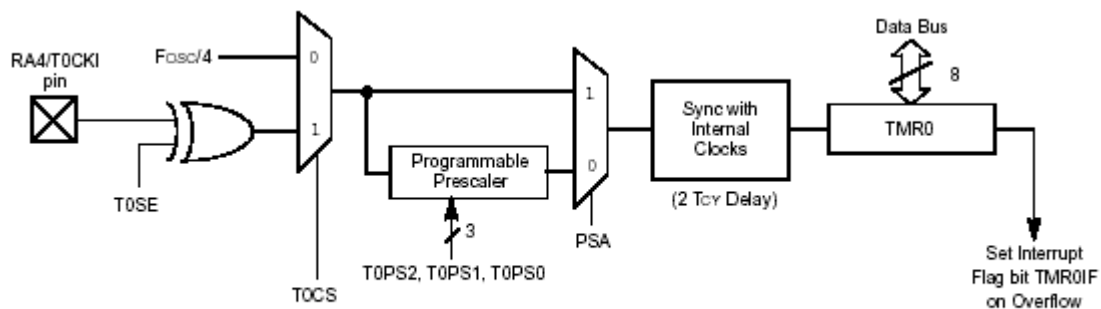 RA4/T0CKI
pin
FOSC/4
0
1
T0SE
T0CS
Programmable
Prescaler
3
T0PS2, T0PS1, T0PS0
1
0
PSA
Sync with
Internal
Clocks
(2 TCY Delay)
Data Bus
8
TMR0
Set Interrupt
Flag bit TMR0IF
on Overflow